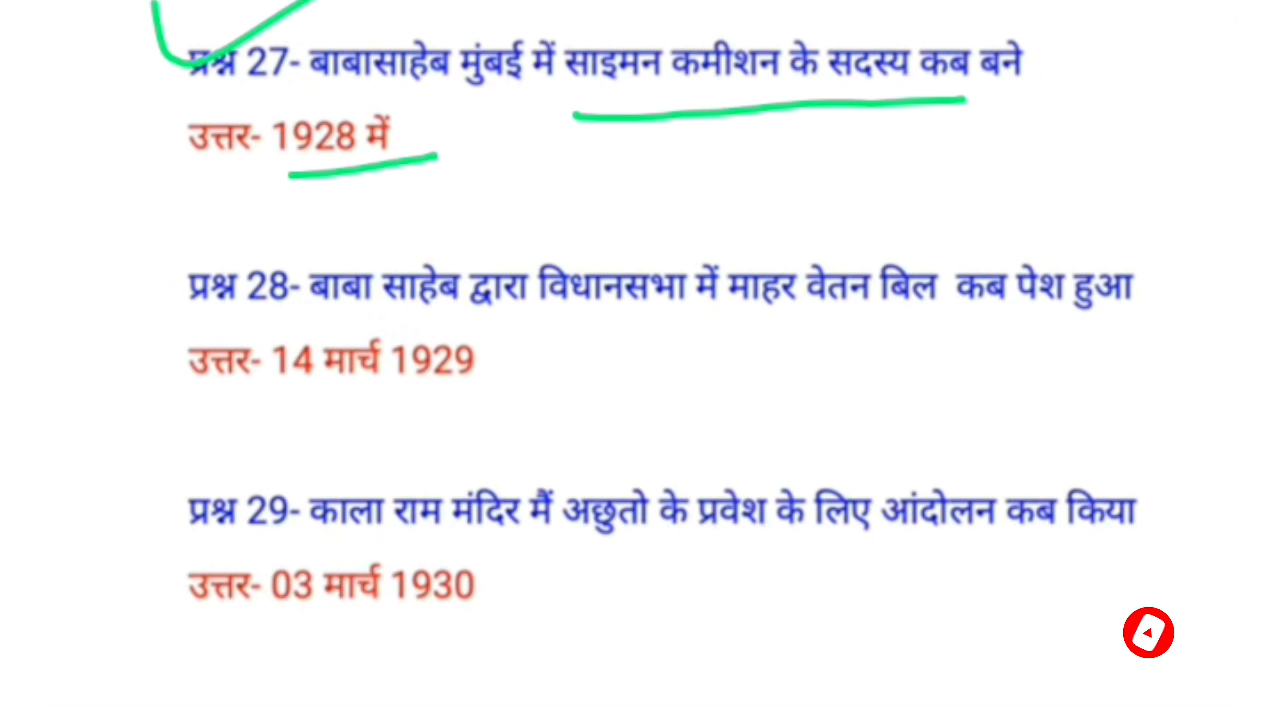 प्रश्न 27- बाबासाहेब मुंबई में साइमन कमीशन के सदस्य कब बने
उत्तर- 1928 में
प्रश्न 28- बाबा साहेब द्वारा विधानसभा में माहर वेतन बिल कब पेश हुआ
उत्तर- 14 मार्च 1929
प्रश्न 29- काला राम मंदिर मैं अछुतो के प्रवेश के लिए आंदोलन कब किया
उत्तर- 03 मार्च 1930